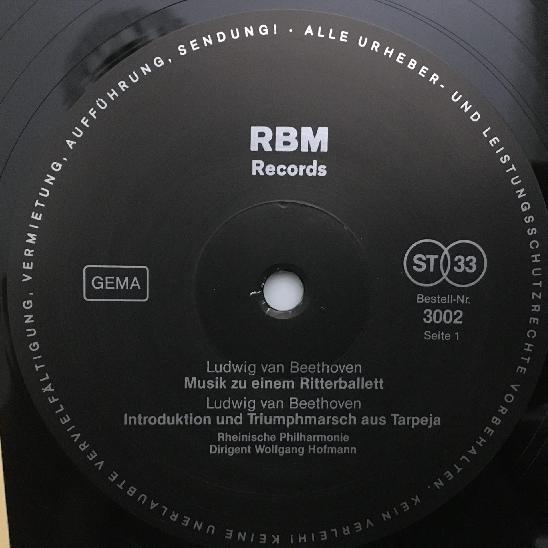 ALLE URHEBER- UND LEISTUNGSSCHUTZRECHTE VORBEHALTEN. KEIN VERLEIH! KEINE UNERLAUBTE VERVIELFÄLTIGUNG, VERMIETUNG, AUFFÜHRUNG, SENDUNG! ·
RBM
Records
GEMA
ST 33
Bestell-Nr.
3002
Seite 1
Ludwig van Beethoven
Musik zu einem Ritterballett
Ludwig van Beethoven
Introduktion und Triumphmarsch aus Tarpeja
Rheinische Philharmonie
Dirigent Wolfgang Hofmann